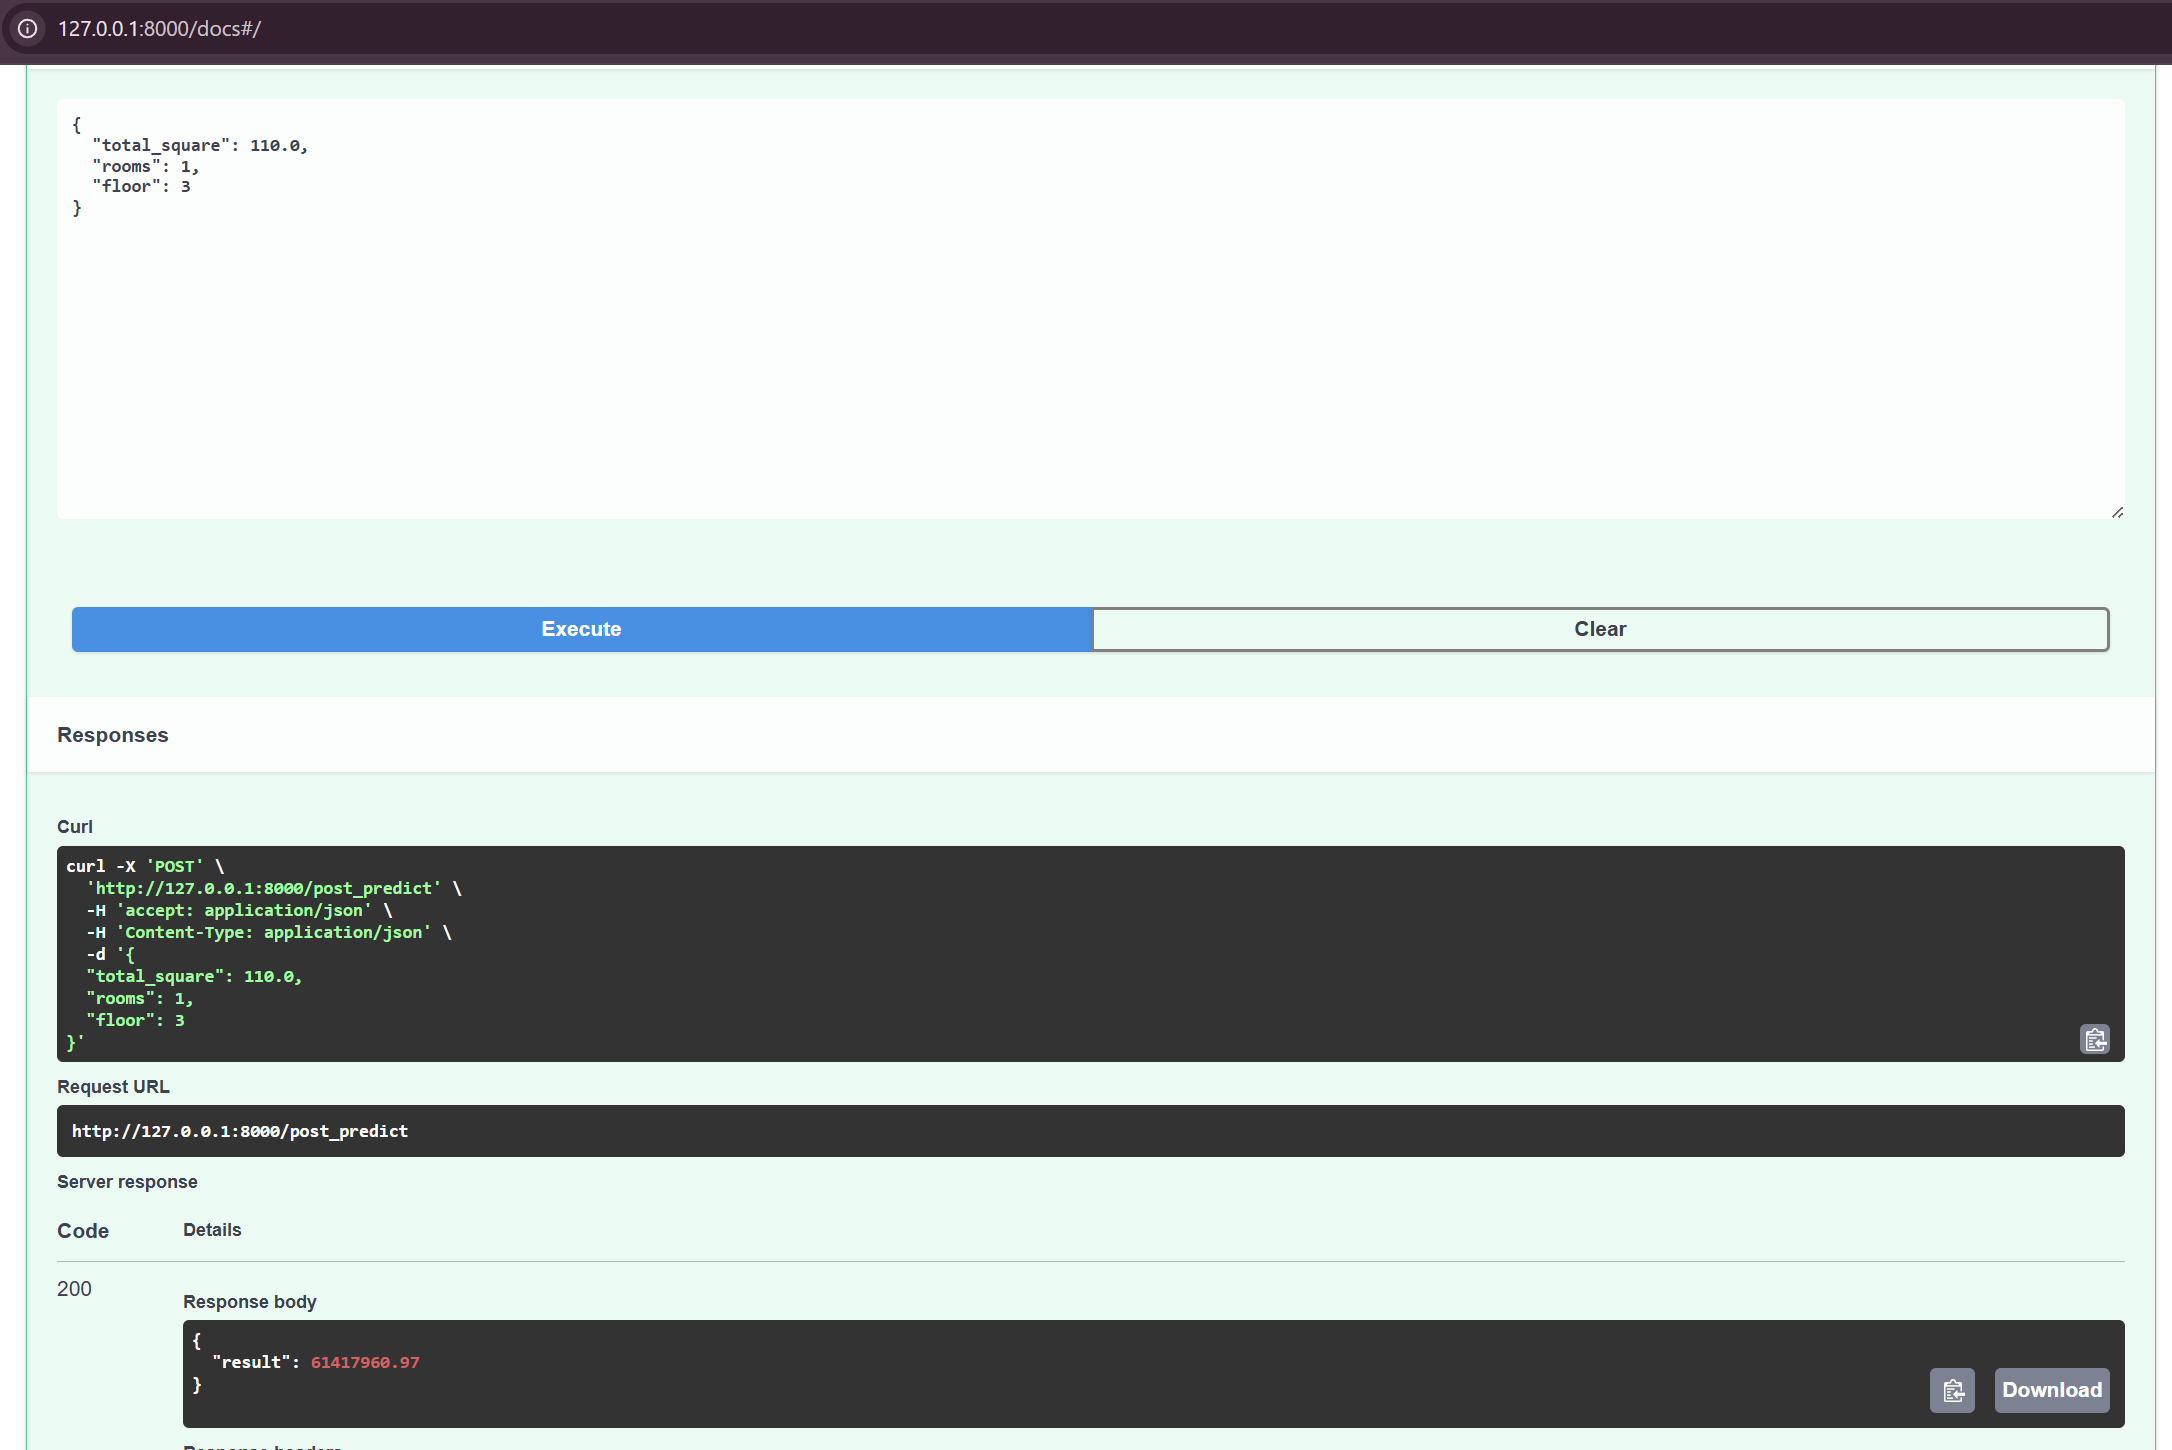 127.0.0.1:8000/docs#/
{
  "total_square": 110.0,
  "rooms": 1,
  "floor": 3
}
Execute
Clear
Responses
Curl
curl -X 'POST' \
  'http://127.0.0.1:8000/post_predict' \
  -H 'accept: application/json' \
  -H 'Content-Type: application/json' \
  -d '{
  "total_square": 110.0,
  "rooms": 1,
  "floor": 3
}'
Request URL
http://127.0.0.1:8000/post_predict
Server response
Code Details
200
Response body
{
  "result": 61417960.97
}
Download
Response headers